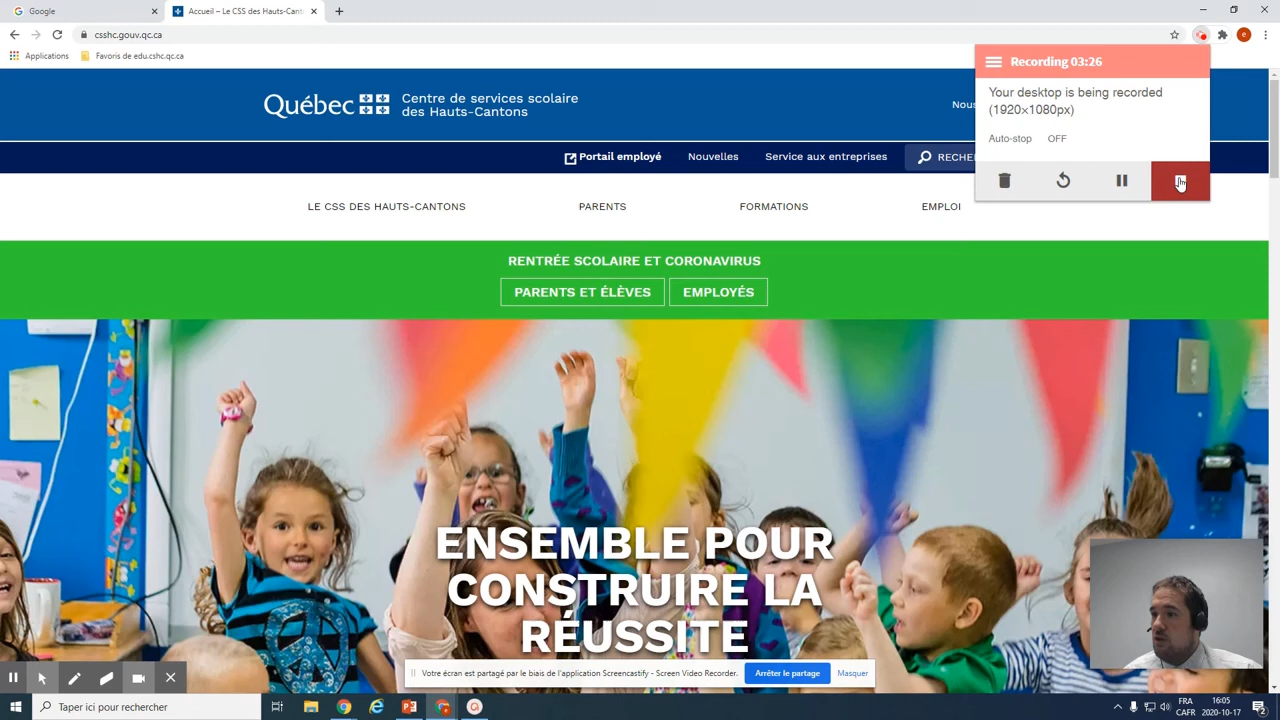 Google
Accueil – Le CSS des Hauts-Cant
csshc.gouv.qc.ca
e
Applications
Favoris de edu.cshc.qc.ca
Recording 03:26
Your desktop is being recorded
(1920×1080px)
Auto-stop OFF
Québec
Centre de services scolaire
des Hauts-Cantons
Nous
Portail employé
Nouvelles
Service aux entreprises
RECHE
LE CSS DES HAUTS-CANTONS
PARENTS
FORMATIONS
EMPLOI
RENTRÉE SCOLAIRE ET CORONAVIRUS
PARENTS ET ÉLÈVES
EMPLOYÉS
ENSEMBLE POUR
CONSTRUIRE LA
RÉUSSITE
Votre écran est partagé par le biais de l'application Screencastify - Screen Video Recorder.
Arrêter le partage
Masquer
Taper ici pour rechercher
FRA
CAFR
16:05
2020-10-17
2